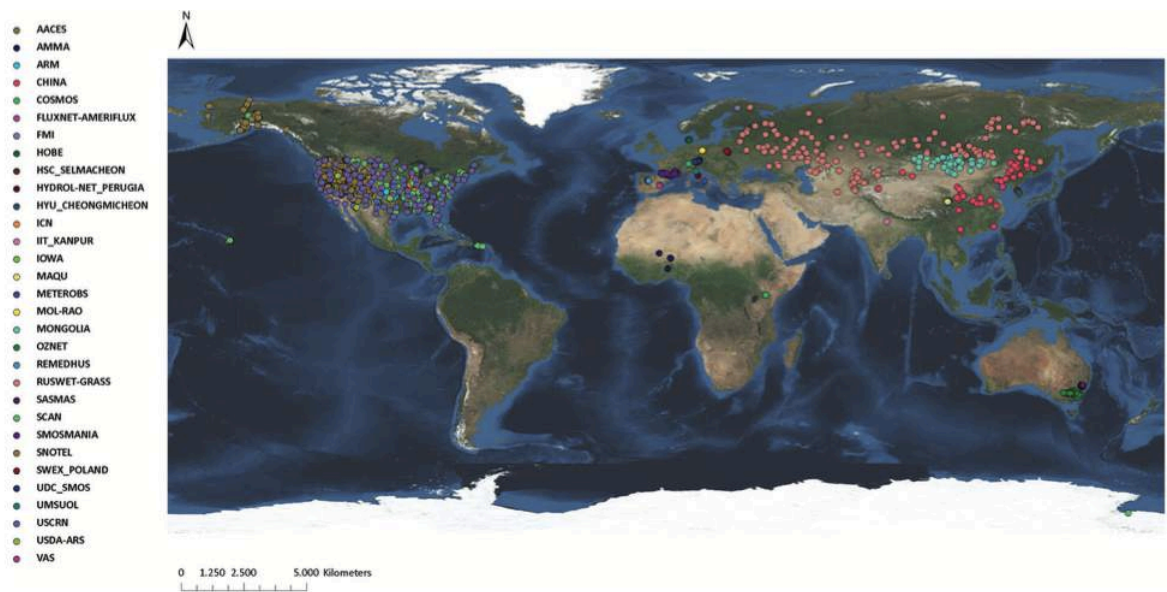 N
AACES
AMMA
ARM
CHINA
COSMOS
FLUXNET-AMERIFLUX
FMI
HOBE
HSC_SELMACHEON
HYDROL-NET_PERUGIA
HYU_CHEONGMICHEON
ICN
IIT_KANPUR
IOWA
MAQU
METEROBS
MOL-RAO
MONGOLIA
OZNET
REMEDHUS
RUSWET-GRASS
SASMAS
SCAN
SMOSMANIA
SNOTEL
SWEX_POLAND
UDC_SMOS
UMSUOL
USCRN
USDA-ARS
VAS
0 1.250 2.500 5.000 Kilometers